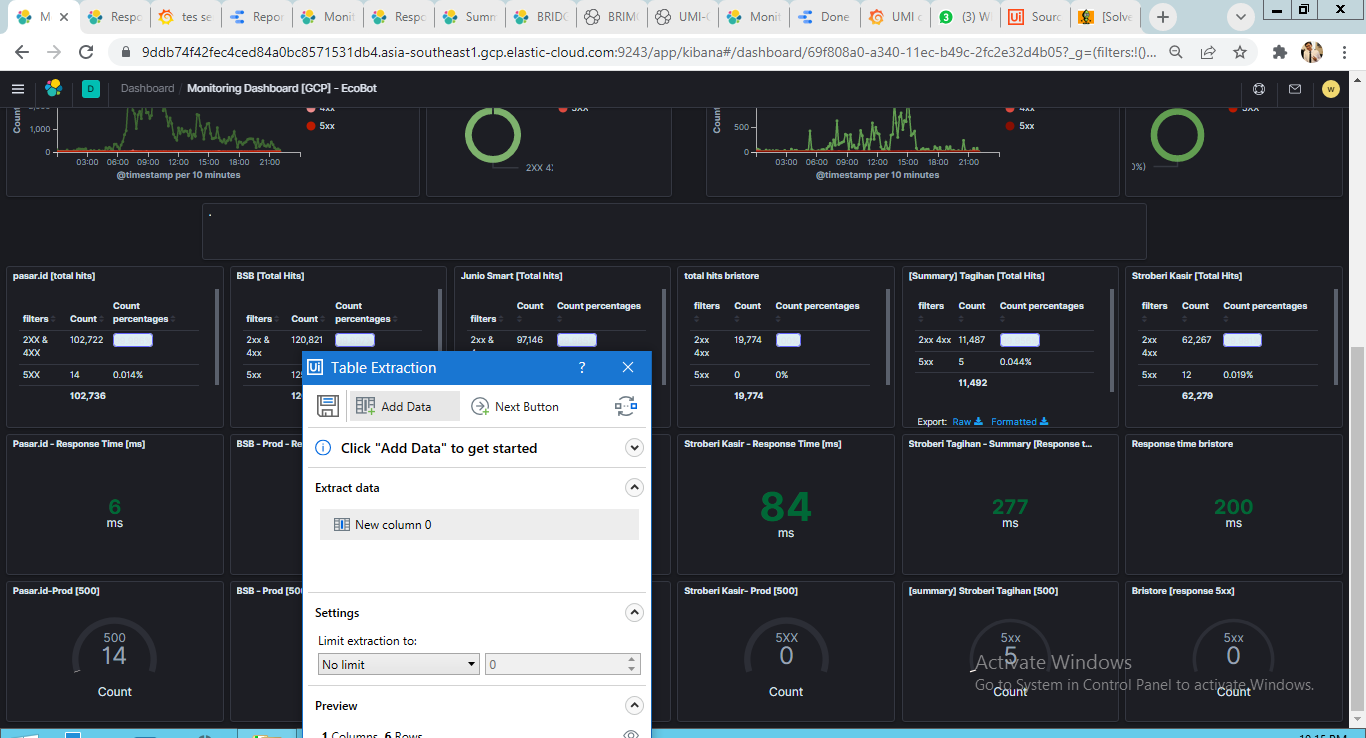 M
Respo
tes se
Repor
Monit
Respo
Summ
BRIDG
BRIMO
UMI-C
Monit
Done
UMI c
(3) W
Sourc
[Solve
9ddb74f42fec4ced84a0bc8571531db4.asia-southeast1.gcp.elastic-cloud.com:9243/app/kibana#/dashboard/69f808a0-a340-11ec-b49c-2fc2e32d4b05?_g=(filters:!()...
D
Dashboard / Monitoring Dashboard [GCP] - EcoBot
W
Count
1,000
0
03:00 06:00 09:00 12:00 15:00 18:00 21:00
@timestamp per 10 minutes
4xx
5xx
5XX
2XX 4:
Count
500
0
03:00 06:00 09:00 12:00 15:00 18:00 21:00
@timestamp per 10 minutes
4xx
5xx
5XX
0%)
.
pasar.id [total hits]
filters Count Count percentages
2XX & 4XX 102,722
5XX 14 0.014%
102,736
BSB [Total Hits]
filters Count Count percentages
2xx & 4xx 120,821
5xx 125
12
Junio Smart [Total hits]
filters Count Count percentages
2xx & 97,146
total hits bristore
filters Count Count percentages
2xx 4xx 19,774
5xx 0 0%
19,774
[Summary] Tagihan [Total Hits]
filters Count Count percentages
2xx 4xx 11,487
5xx 5 0.044%
11,492
Export: Raw Formatted
Stroberi Kasir [Total Hits]
filters Count Count percentages
2xx 4xx 62,267
5xx 12 0.019%
62,279
Ui Table Extraction ?
Add Data
Next Button
Click "Add Data" to get started
Extract data
New column 0
Settings
Limit extraction to:
No limit
0
Preview
1 Columns, 6 Rows
Pasar.id - Response Time [ms]
6
ms
BSB - Prod - Re
Stroberi Kasir - Response Time [ms]
84
ms
Stroberi Tagihan - Summary [Response t...
277
ms
Response time bristore
200
ms
Pasar.id-Prod [500]
500
14
Count
BSB - Prod [500
Stroberi Kasir- Prod [500]
5XX
0
Count
[summary] Stroberi Tagihan [500]
5xx
5
Count
Bristore [response 5xx]
5xx
0
Count
Activate Windows
Go to System in Control Panel to activate Windows.
10:15 PM